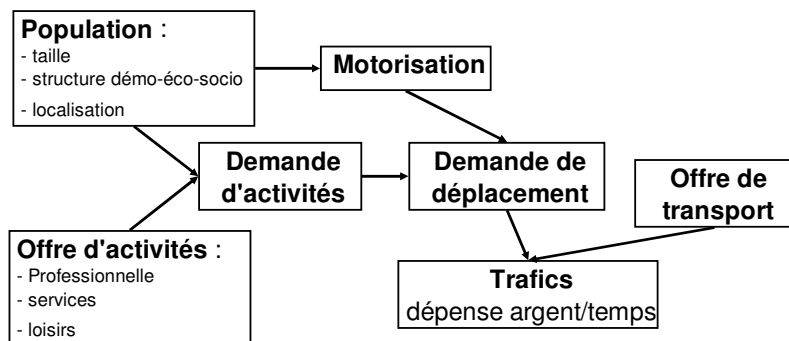 Population :
- taille
- structure démo-éco-socio
- localisation
Motorisation
Demande
d'activités
Demande de
déplacement
Offre de
transport
Offre d'activités :
- Professionnelle
- services
- loisirs
Trafics
dépense argent/temps